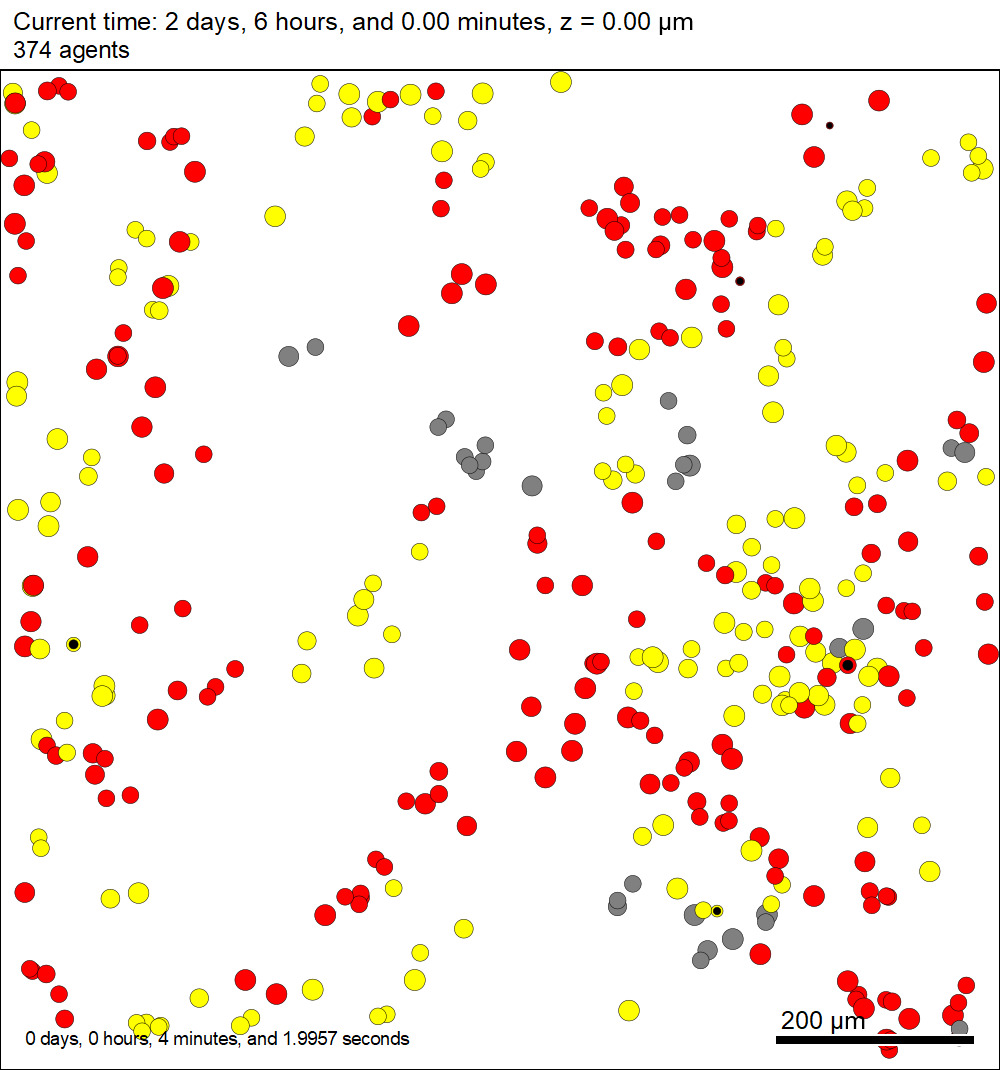 Current time: 2 days, 6 hours, and 0.00 minutes, z = 0.00 µm
374 agents
200 µm
0 days, 0 hours, 4 minutes, and 1.9957 seconds